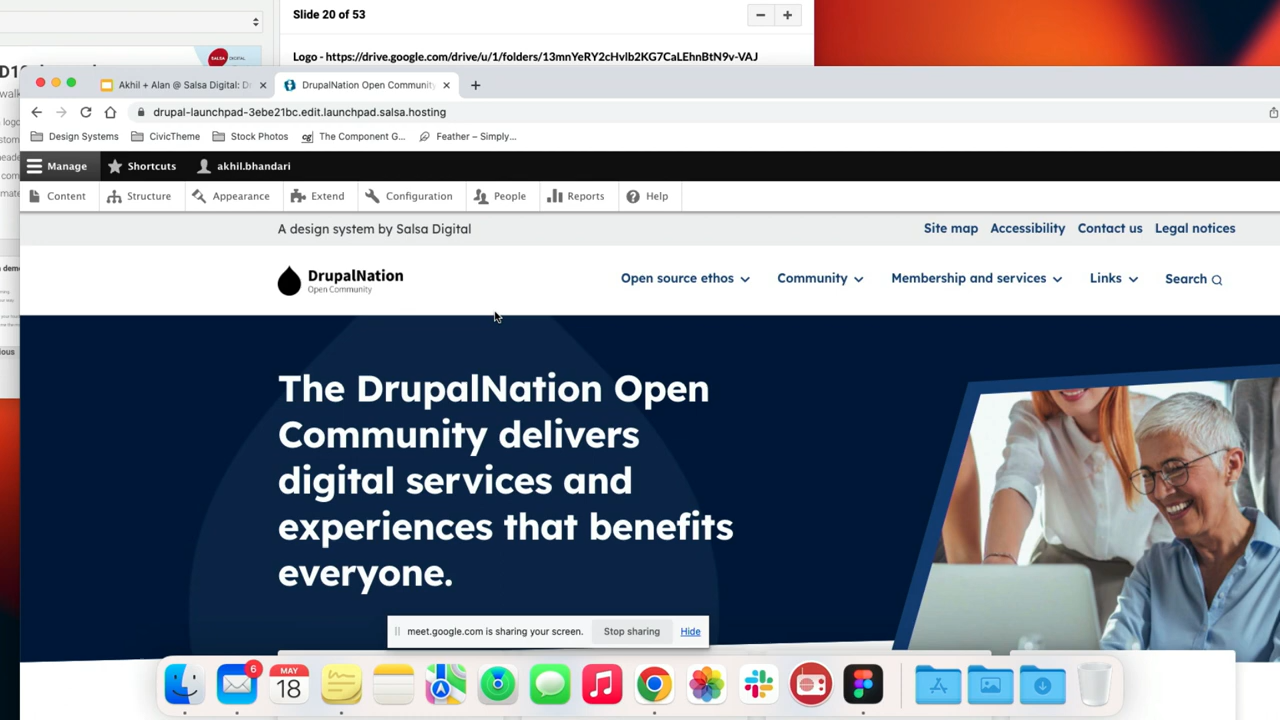 Slide 20 of 53
Logo - https://drive.google.com/drive/u/1/folders/13mnYeRY2cHvlb2KG7CaLEhnBtN9v-VAJ
Akhil + Alan @ Salsa Digital: D
DrupalNation Open Community
drupal-launchpad-3ebe21bc.edit.launchpad.salsa.hosting
Design Systems
CivicTheme
Stock Photos
The Component G...
Feather – Simply...
Manage
Shortcuts
akhil.bhandari
Content
Structure
Appearance
Extend
Configuration
People
Reports
Help
A design system by Salsa Digital
Site map
Accessibility
Contact us
Legal notices
DrupalNation
Open Community
Open source ethos
Community
Membership and services
Links
Search
The DrupalNation Open
Community delivers
digital services and
experiences that benefits
everyone.
meet.google.com is sharing your screen.
Stop sharing
Hide
6
MAY
18